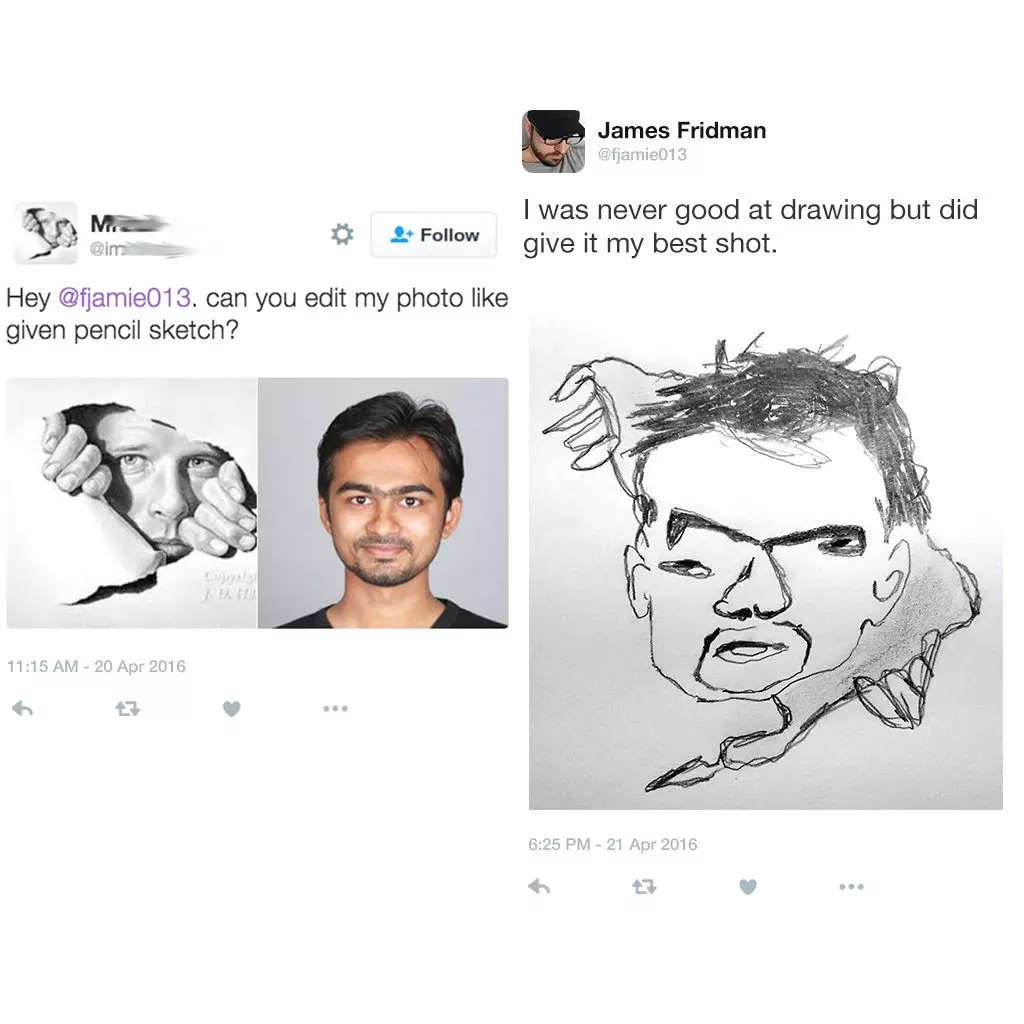 @
Follow
Hey @fjamie013. can you edit my photo like
given pencil sketch?
11:15 AM - 20 Apr 2016
James Fridman
@fjamie013
I was never good at drawing but did
give it my best shot.
6:25 PM - 21 Apr 2016